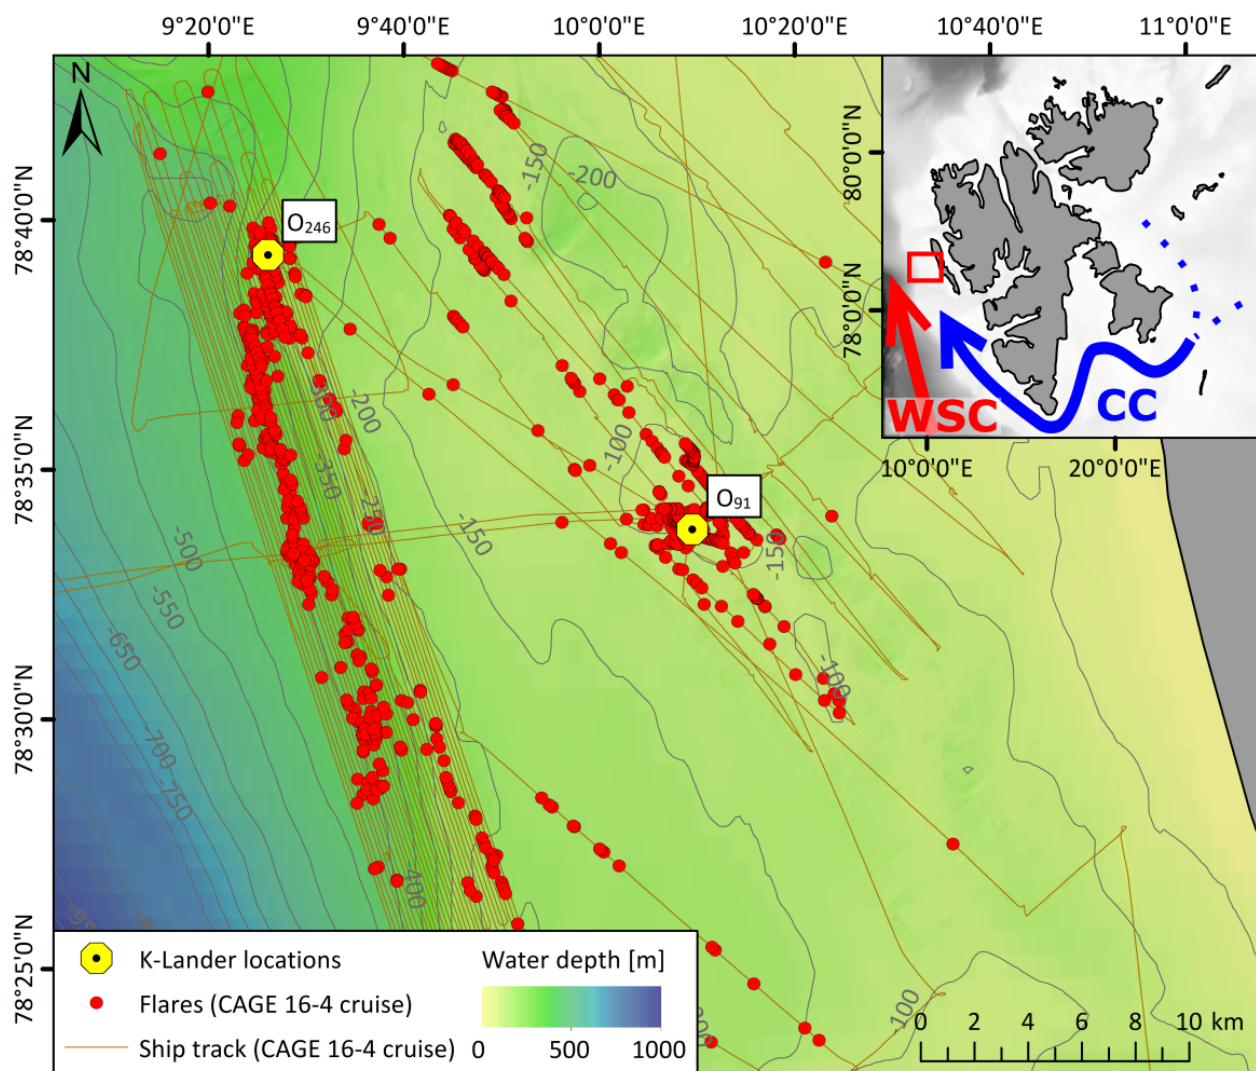 9°20'0"E
9°40'0"E
10°0'0"E
10°20'0"E
10°40'0"E
11°0'0"E
N
78°40'0"N
78°35'0"N
78°30'0"N
78°25'0"N
O246
O91
-150
-200
-200
-300
-350
-250
-100
-150
-150
-100
-500
-550
-650
-700
-750
-400
-100
80°0'0"N
78°0'0"N
WSC
CC
10°0'0"E
20°0'0"E
K-Lander locations
Flares (CAGE 16-4 cruise)
Ship track (CAGE 16-4 cruise)
Water depth [m]
0 500 1000
0 2 4 6 8 10 km